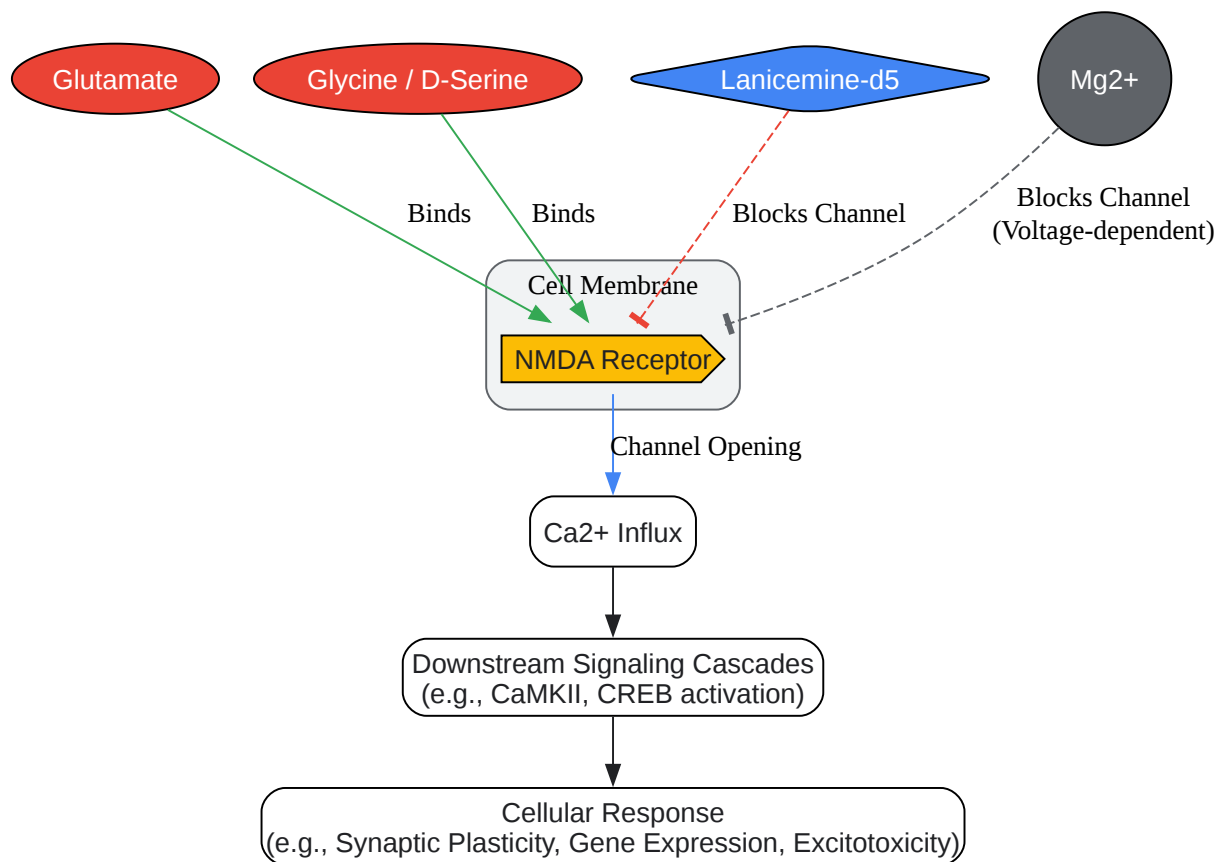 Glutamate
Glycine / D-Serine
Lanicemine-d5
Mg2+
Binds
Binds
Blocks Channel
Blocks Channel
(Voltage-dependent)
Cell Membrane
NMDA Receptor
Channel Opening
Ca2+ Influx
Downstream Signaling Cascades
(e.g., CaMKII, CREB activation)
Cellular Response
(e.g., Synaptic Plasticity, Gene Expression, Excitotoxicity)